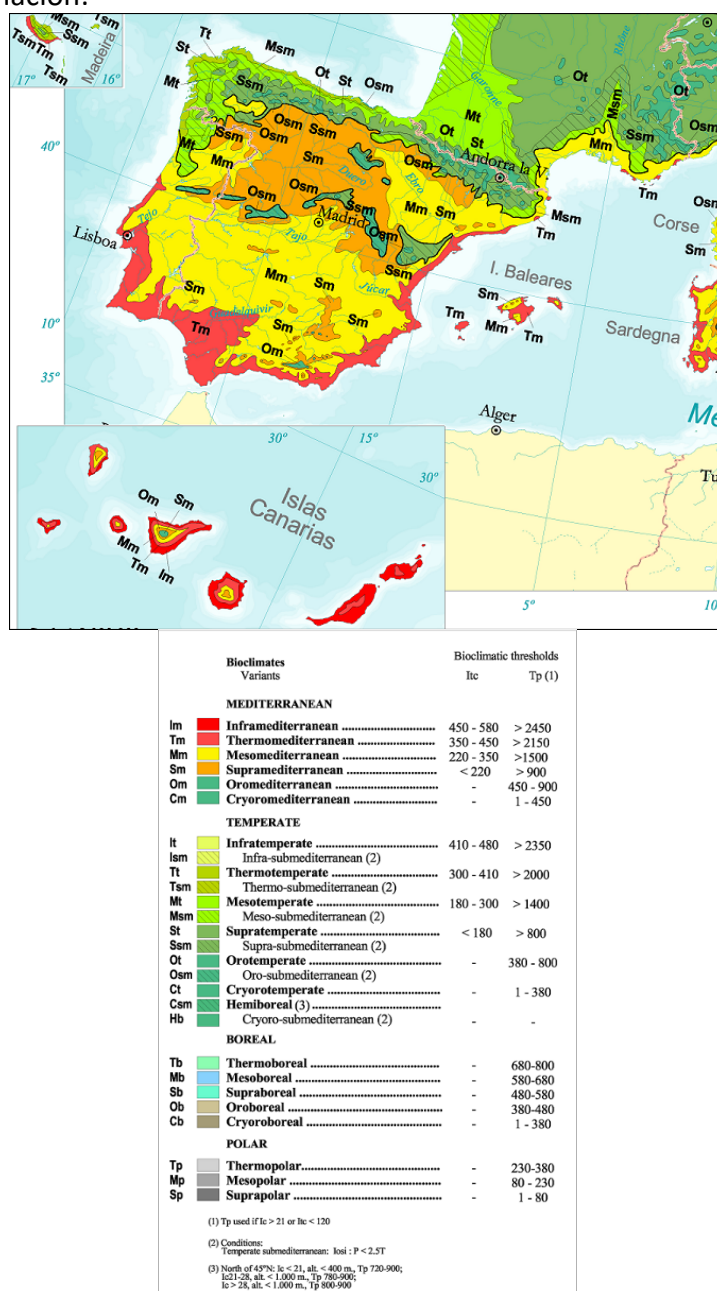 nación.
Msm
Tsm
Ssm
TsmTm
Tsm
Madeira
17º
16º
Tt
St
Msm
Mt
Ssm
Ot
St
Osm
Rhône
Garonne
Ot
Ot
Msm
Ssm
Osm
Mt
Ot
St
Mm
Osm
Ssm
Osm
Ssm
Osm
Andorra la V.
40º
Mt
Mm
Sm
Duero
Ebro
Tm
Osm
Osm
Osm
Ssm
Mm
Sm
Msm
Tm
Corse
Sm
Tajo
Lisboa
Madrid
Tajo
Osm
Ssm
I. Baleares
Mm
Sm
Júcar
Sm
Sm
Tm
Mm
Tm
Sardegna
10º
Guadalquivir
Tm
Sm
Sm
Om
35º
Alger
Me
Tu
30º
15º
30º
Islas
Canarias
Om
Sm
Mm
Tm
Im
5º
10
Bioclimates
Variants
Bioclimatic thresholds
Itc Tp (1)
MEDITERRANEAN
Im Inframediterranean 450 - 580 > 2450
Tm Thermomediterranean 350 - 450 > 2150
Mm Mesomediterranean 220 - 350 >1500
Sm Supramediterranean < 220 > 900
Om Oromediterranean - 450 - 900
Cm Cryoromediterranean - 1 - 450
TEMPERATE
It Infratemperate 410 - 480 > 2350
Ism Infra-submediterranean (2)
Tt Thermotemperate 300 - 410 > 2000
Tsm Thermo-submediterranean (2)
Mt Mesotemperate 180 - 300 > 1400
Msm Meso-submediterranean (2)
St Supratemperate < 180 > 800
Ssm Supra-submediterranean (2)
Ot Orotemperate - 380 - 800
Osm Oro-submediterranean (2)
Ct Cryorotemperate - 1 - 380
Csm Hemiboreal (3)
Hb Cryoro-submediterranean (2) - -
BOREAL
Tb Thermoboreal - 680-800
Mb Mesoboreal - 580-680
Sb Supraboreal - 480-580
Ob Oroboreal - 380-480
Cb Cryoroboreal - 1 - 380
POLAR
Tp Thermopolar - 230-380
Mp Mesopolar - 80 - 230
Sp Suprapolar - 1 - 80
(1) Tp used if Ic > 21 or Itc < 120
(2) Conditions:
Temperate submediterranean: Iosi : P < 2.5T
(3) North of 45ºN: Ic < 21, alt. < 400 m., Tp 720-900;
Ic21-28, alt. < 1.000 m., Tp 780-900;
Ic > 28, alt. < 1.000 m., Tp 800-900